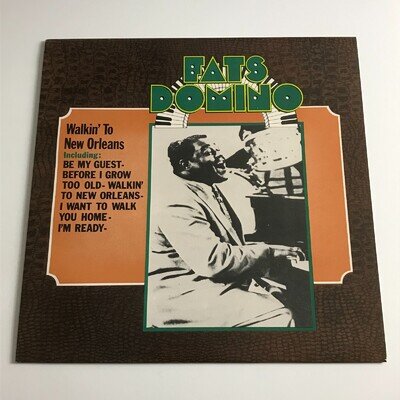 FATS
DOMINO
Walkin' To
New Orleans
Including:
BE MY GUEST·
BEFORE I GROW
TOO OLD· WALKIN'
TO NEW ORLEANS·
I WANT TO WALK
YOU HOME·
I'M READY·